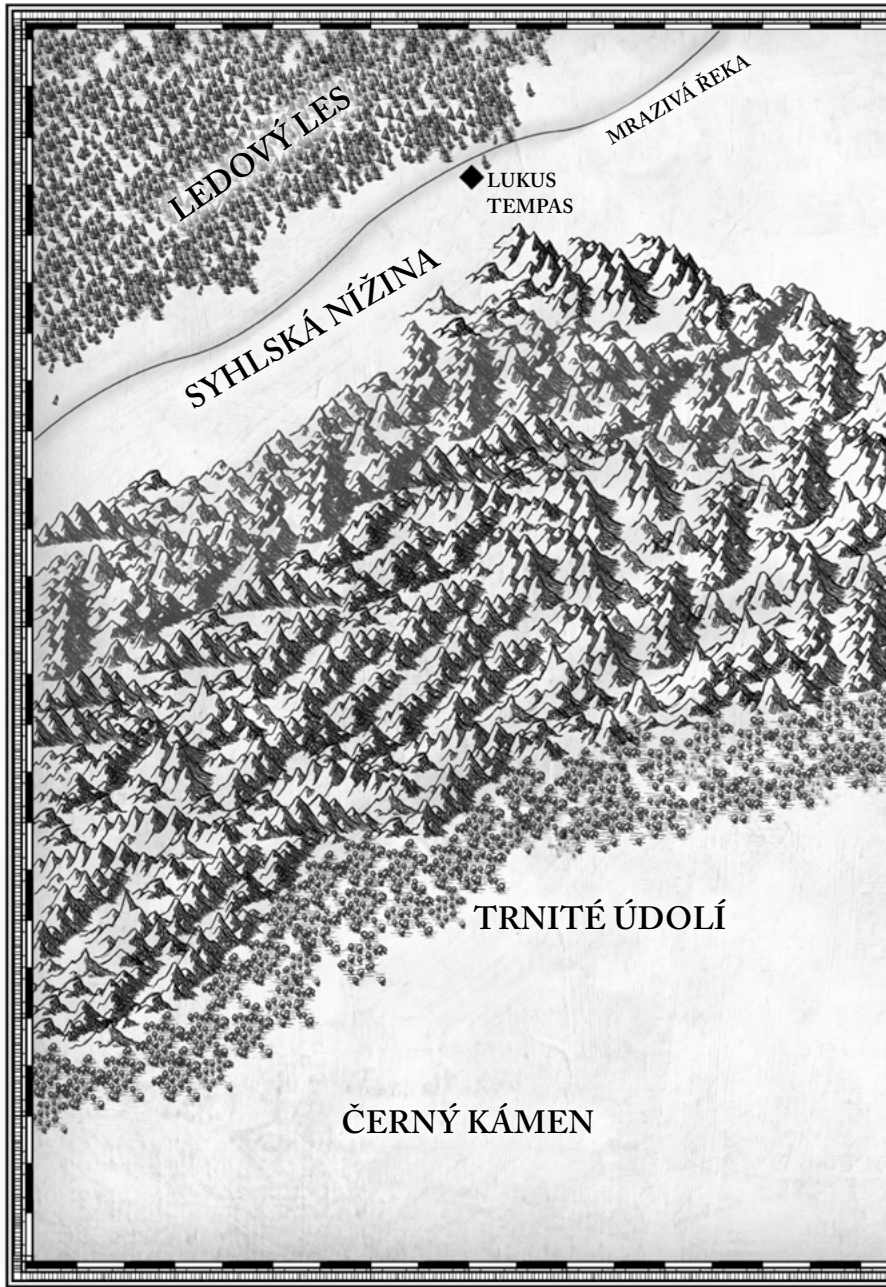 LEDOVÝ LES
MRAZIVÁ ŘEKA
LUKUS
TEMPAS
SYHLSKÁ NÍŽINA
TRNITÉ ÚDOLÍ
ČERNÝ KÁMEN